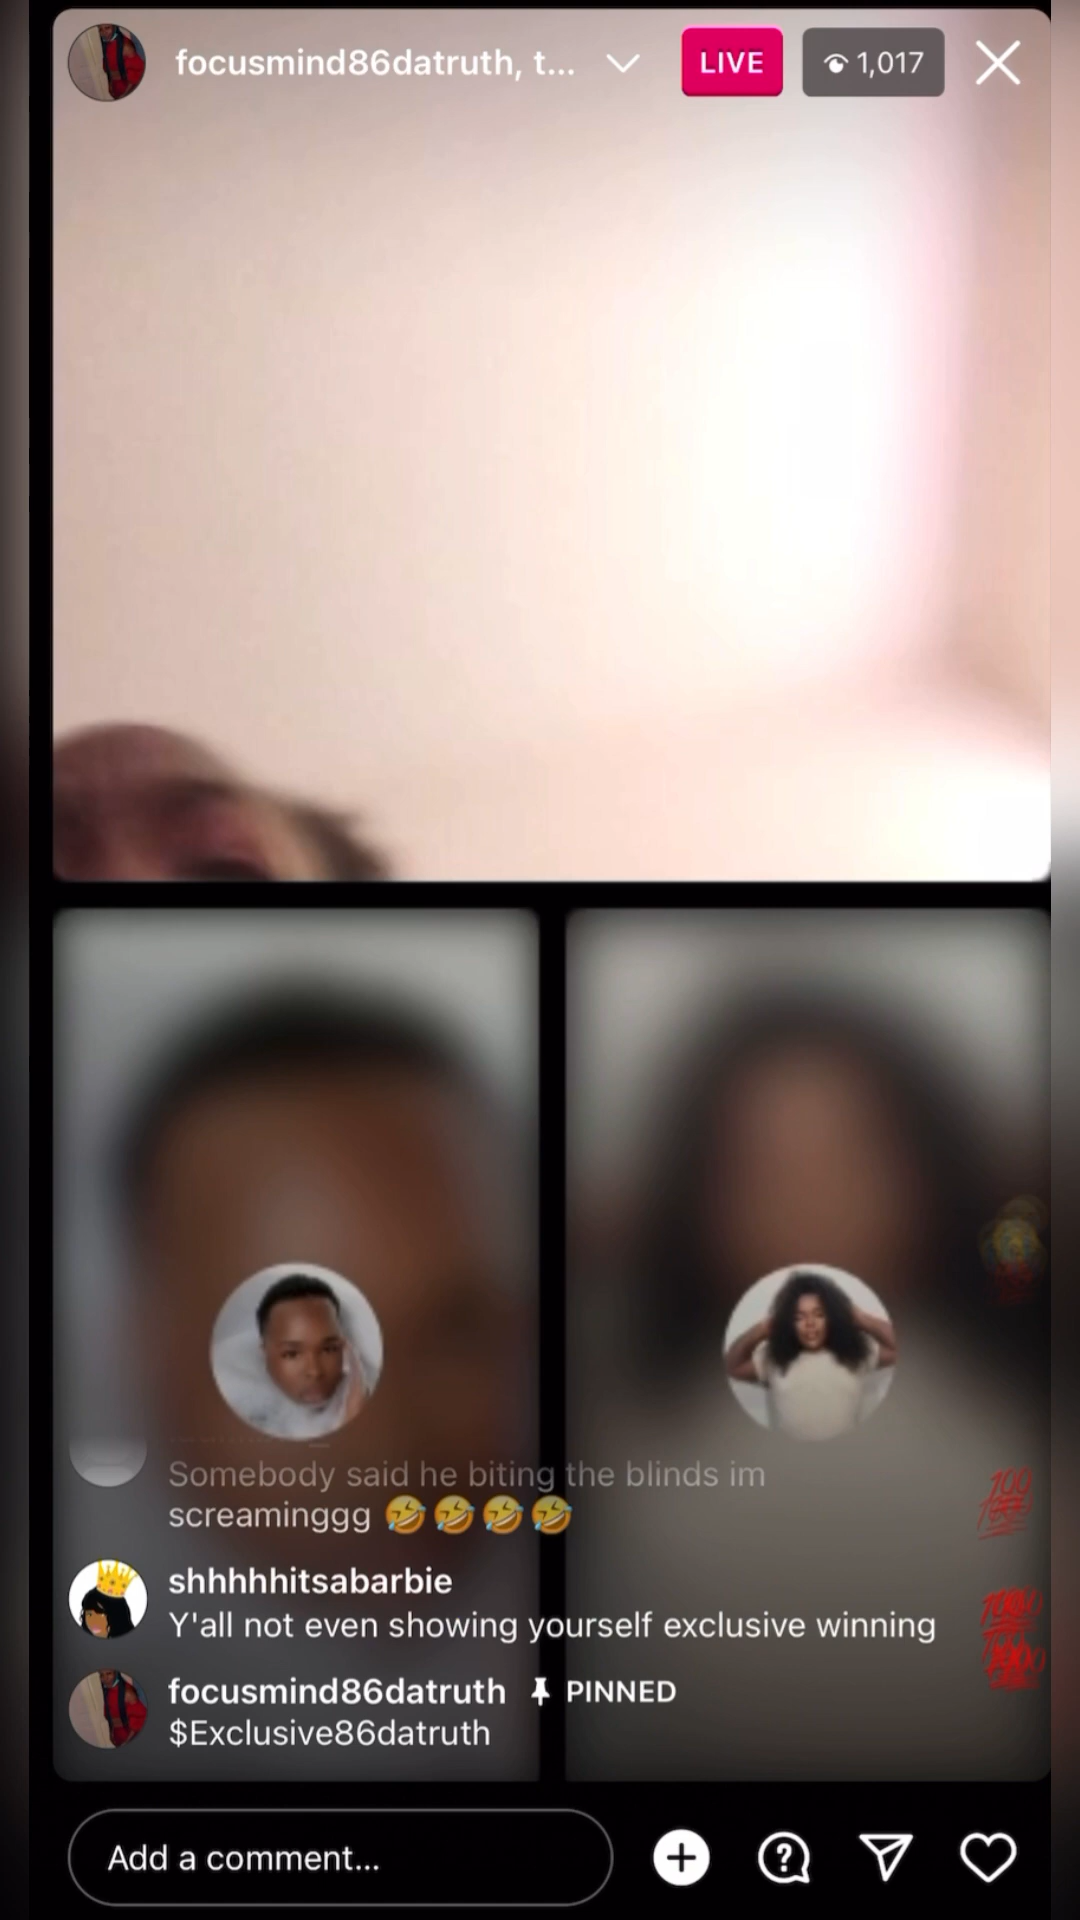 focusmind86datruth, t...
LIVE
1,017
Somebody said he biting the blinds im
screaminggg 🤣🤣🤣🤣
shhhhhitsabarbie
Y'all not even showing yourself exclusive winning
focusmind86datruth PINNED
$Exclusive86datruth
Add a comment...